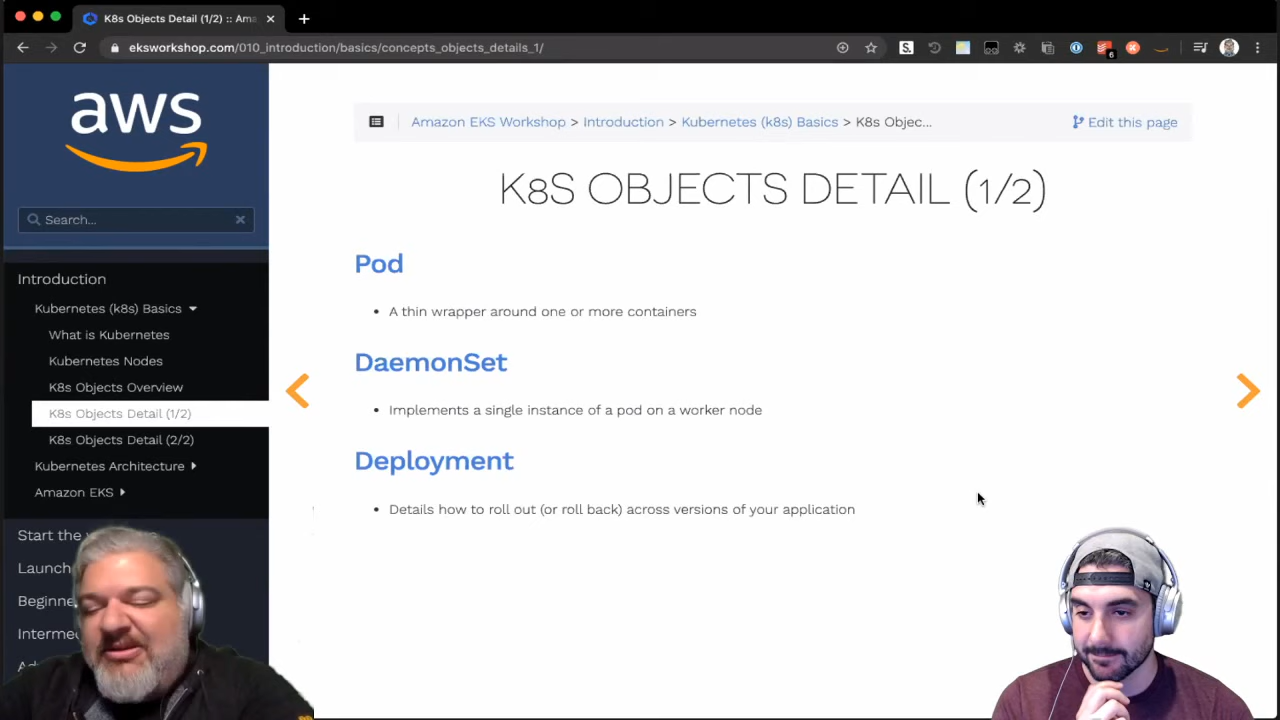 K8s Objects Detail (1/2) :: Ama
eksworkshop.com/010_introduction/basics/concepts_objects_details_1/
6
aws
Search...
Introduction
Kubernetes (k8s) Basics
What is Kubernetes
Kubernetes Nodes
K8s Objects Overview
K8s Objects Detail (1/2)
K8s Objects Detail (2/2)
Kubernetes Architecture
Amazon EKS
Start the
Launch
Amazon EKS Workshop > Introduction > Kubernetes (k8s) Basics > K8s Objec...
Edit this page
K8S OBJECTS DETAIL (1/2)
Pod
• A thin wrapper around one or more containers
DaemonSet
• Implements a single instance of a pod on a worker node
Deployment
• Details how to roll out (or roll back) across versions of your application